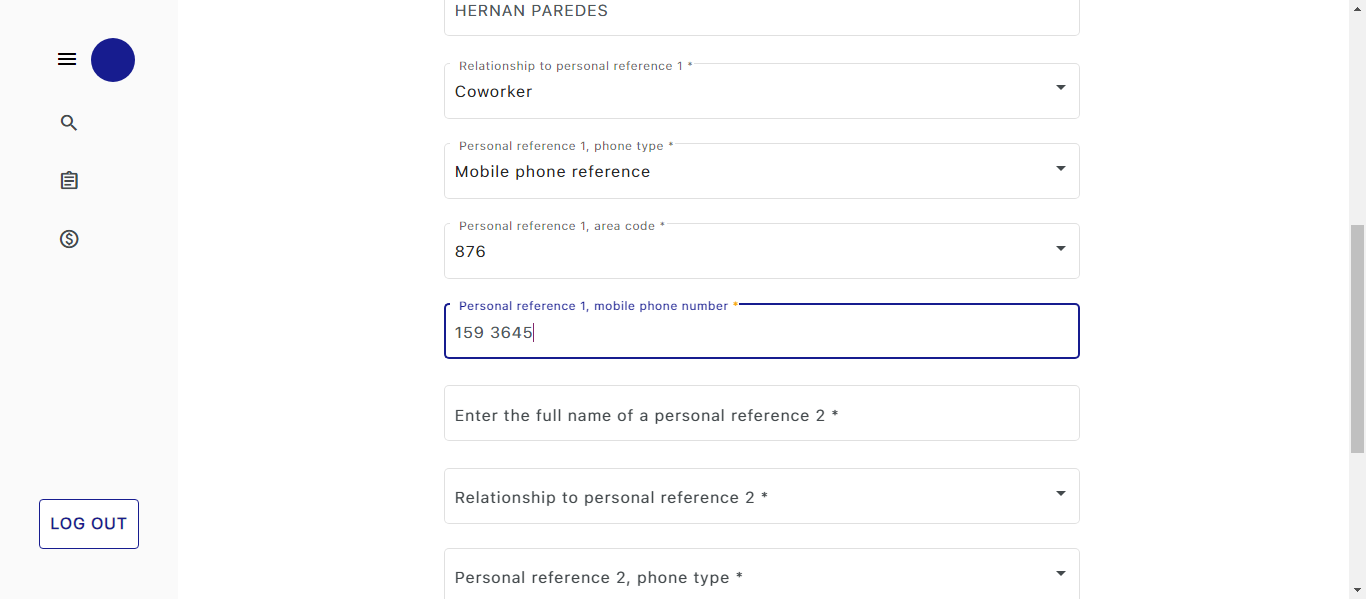 HERNAN PAREDES
Relationship to personal reference 1 *
Coworker
Personal reference 1, phone type *
Mobile phone reference
Personal reference 1, area code *
876
Personal reference 1, mobile phone number *
159 3645
Enter the full name of a personal reference 2 *
Relationship to personal reference 2 *
Personal reference 2, phone type *
LOG OUT